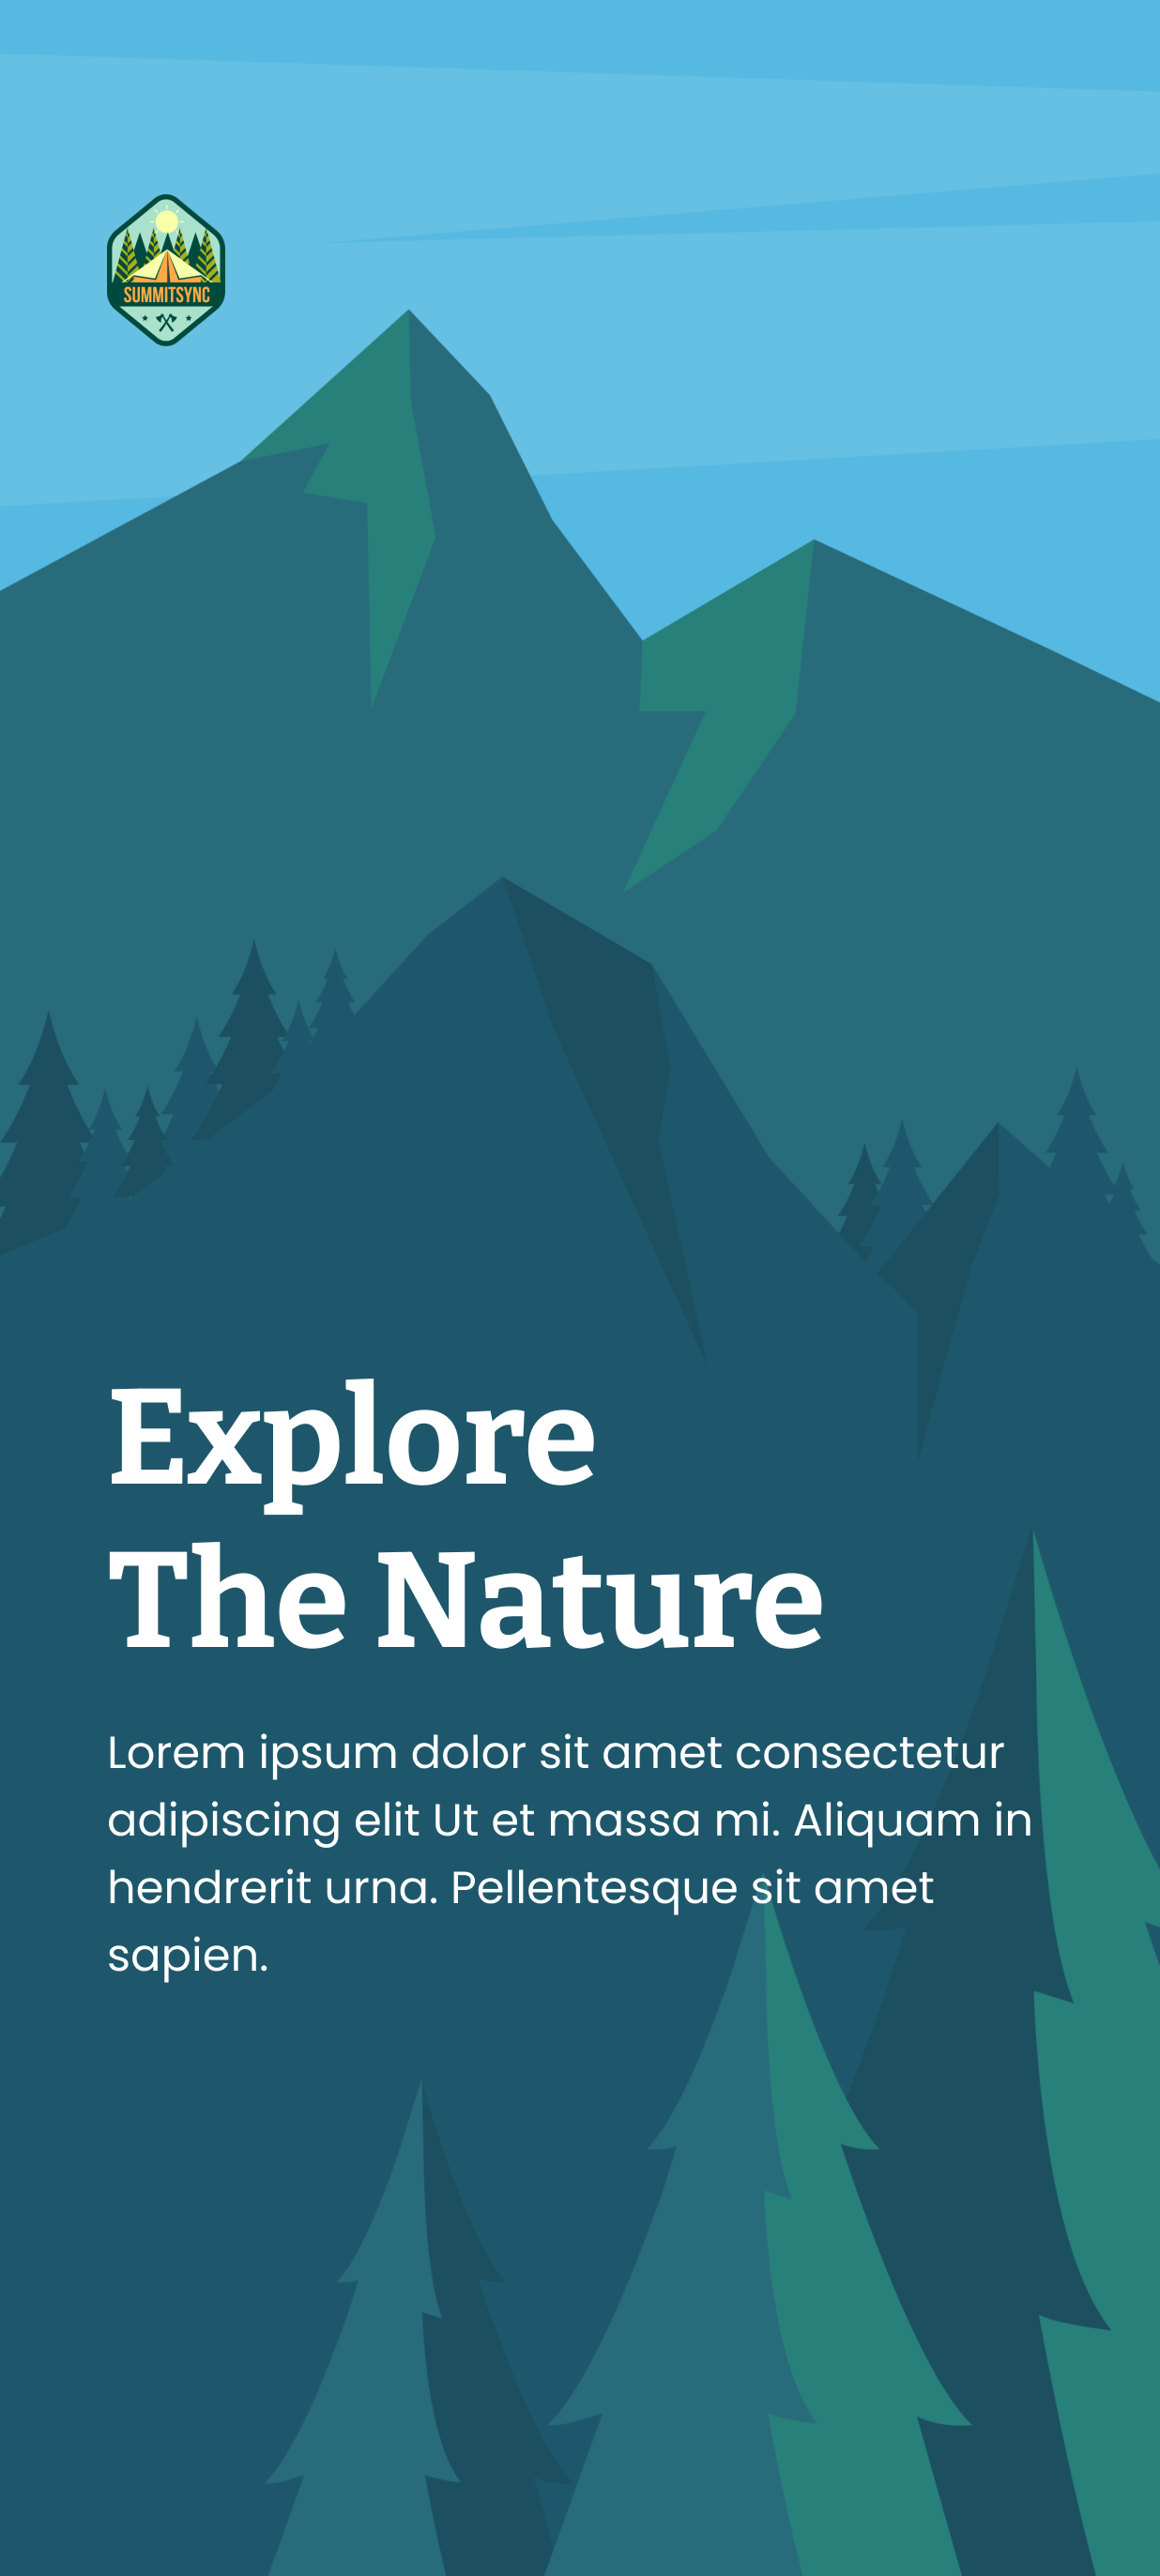 SUMMITSYNC
Explore
The Nature
Lorem ipsum dolor sit amet consectetur
adipiscing elit Ut et massa mi. Aliquam in
hendrerit urna. Pellentesque sit amet
sapien.